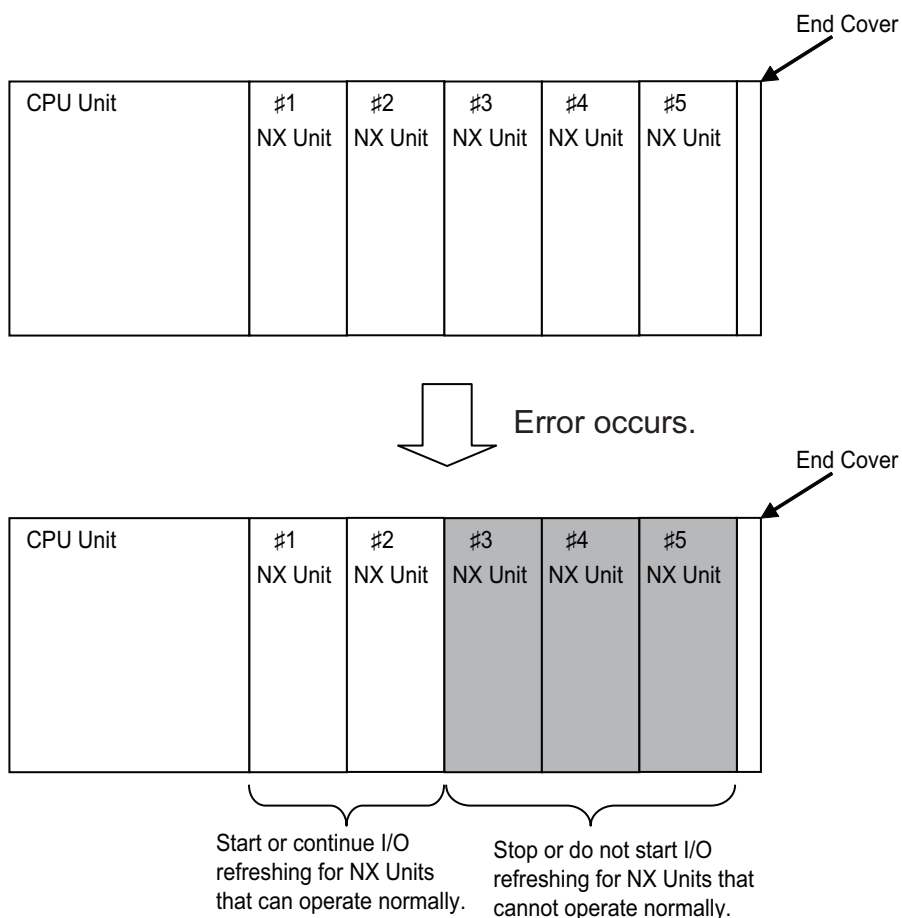 End Cover
CPU Unit
♯1
NX Unit
♯2
NX Unit
♯3
NX Unit
♯4
NX Unit
♯5
NX Unit
Error occurs.
End Cover
CPU Unit
♯1
NX Unit
♯2
NX Unit
♯3
NX Unit
♯4
NX Unit
♯5
NX Unit
Start or continue I/O
refreshing for NX Units
that can operate normally.
Stop or do not start I/O
refreshing for NX Units that
cannot operate normally.